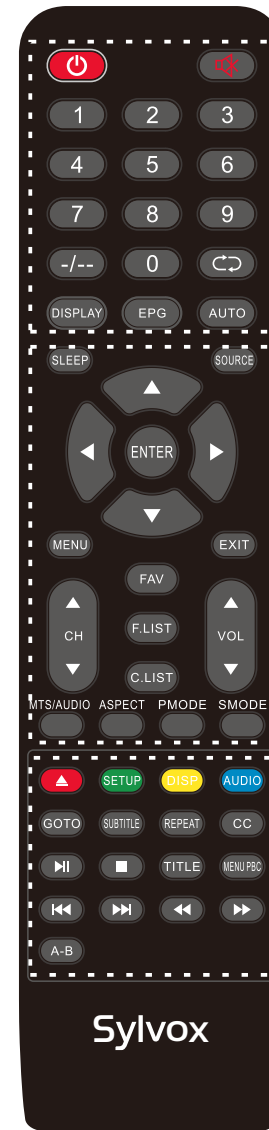 1 2 3
4 5 6
7 8 9
-/-- 0
DISPLAY EPG AUTO
SLEEP SOURCE
ENTER
MENU EXIT
FAV
CH F.LIST VOL
C.LIST
MTS/AUDIO ASPECT PMODE SMODE
SETUP DISP AUDIO
GOTO SUBTITLE REPEAT CC
TITLE MENU PBC
A-B
Sylvox